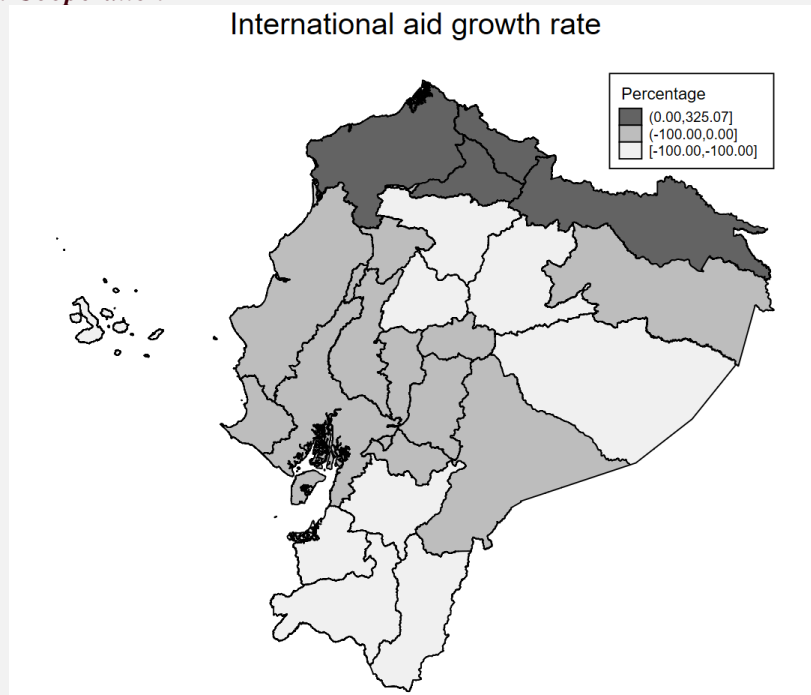 International aid growth rate
Percentage
(0.00,325.07]
(-100.00,0.00]
[-100.00,-100.00]